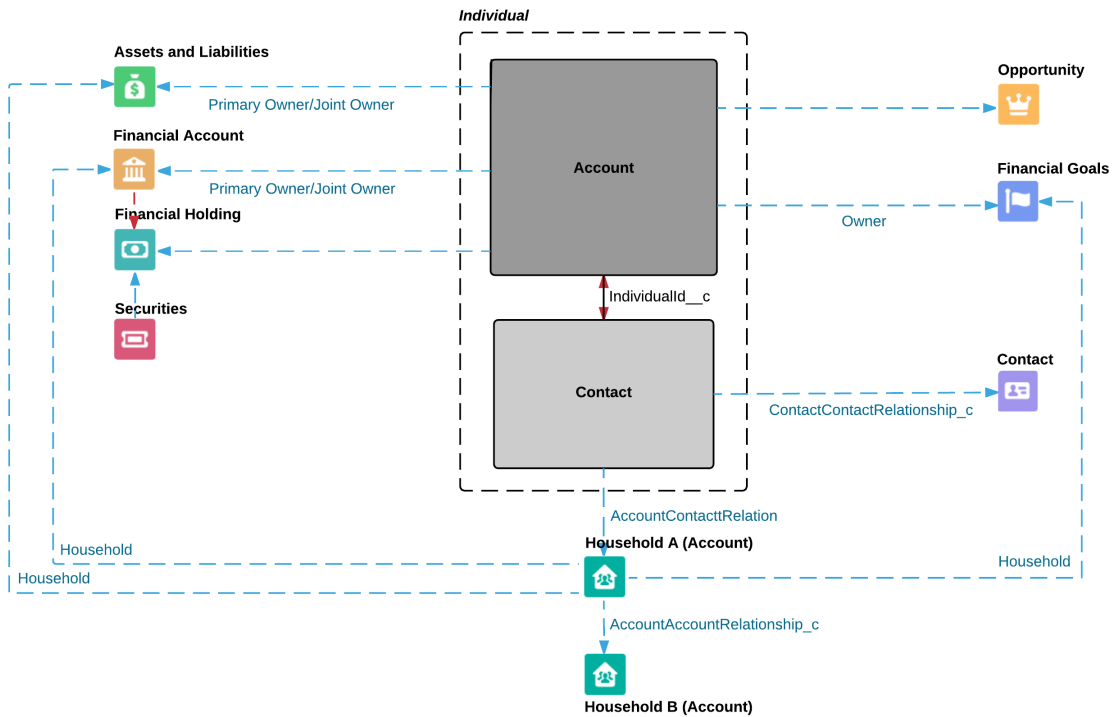 Individual
Assets and Liabilities
Primary Owner/Joint Owner
Opportunity
Financial Account
Primary Owner/Joint Owner
Account
Financial Goals
Owner
Financial Holding
Securities
IndividualId__c
Contact
Contact
ContactContactRelationship_c
AccountContacttRelation
Household A (Account)
Household
Household
Household
AccountAccountRelationship_c
Household B (Account)